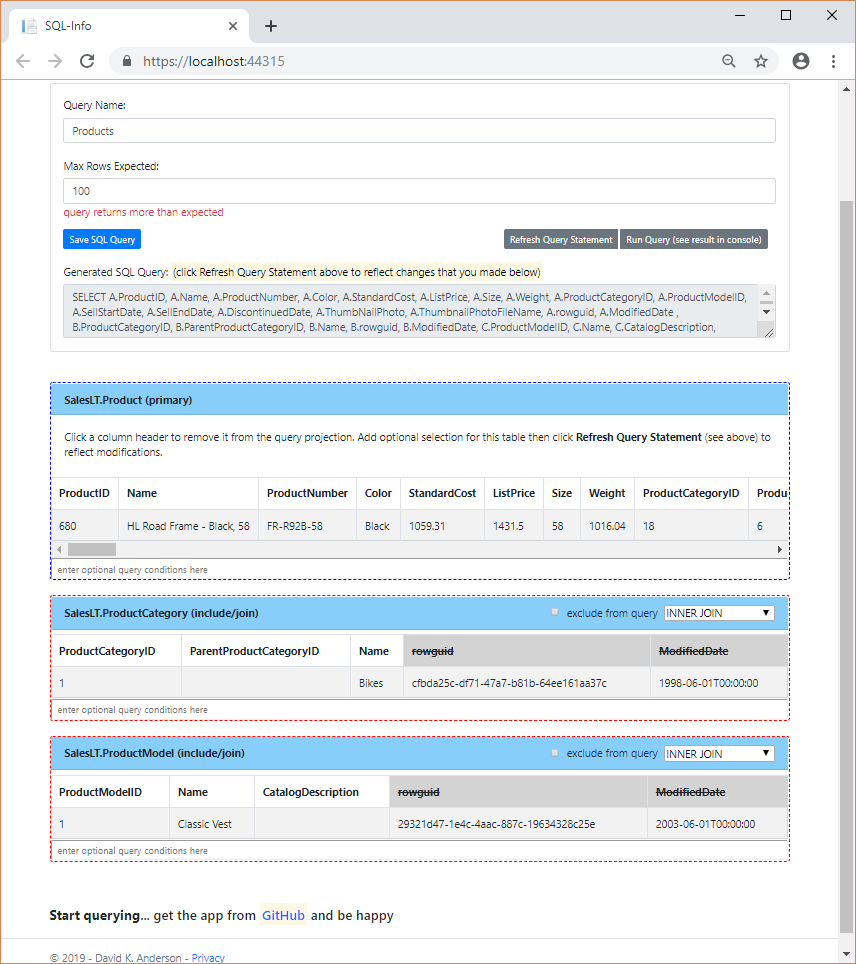 SQL-Info
https://localhost:44315
Query Name:
Products
Max Rows Expected:
100
query returns more than expected
Save SQL Query
Refresh Query Statement
Run Query (see result in console)
Generated SQL Query: (click Refresh Query Statement above to reflect changes that you made below)
SELECT A.ProductID, A.Name, A.ProductNumber, A.Color, A.StandardCost, A.ListPrice, A.Size, A.Weight, A.ProductCategoryID, A.ProductModelID,
A.SellStartDate, A.SellEndDate, A.DiscontinuedDate, A.ThumbNailPhoto, A.ThumbnailPhotoFileName, A.rowguid, A.ModifiedDate ,
B.ProductCategoryID, B.ParentProductCategoryID, B.Name, B.rowguid, B.ModifiedDate, C.ProductModelID, C.Name, C.CatalogDescription,
SalesLT.Product (primary)
Click a column header to remove it from the query projection. Add optional selection for this table then click Refresh Query Statement (see above) to
reflect modifications.
ProductID Name ProductNumber Color StandardCost ListPrice Size Weight ProductCategoryID Produ
680 HL Road Frame - Black, 58 FR-R92B-58 Black 1059.31 1431.5 58 1016.04 18 6
enter optional query conditions here
SalesLT.ProductCategory (include/join) exclude from query INNER JOIN
ProductCategoryID ParentProductCategoryID Name rowguid ModifiedDate
1 Bikes cfbda25c-df71-47a7-b81b-64ee161aa37c 1998-06-01T00:00:00
enter optional query conditions here
SalesLT.ProductModel (include/join) exclude from query INNER JOIN
ProductModelID Name CatalogDescription rowguid ModifiedDate
1 Classic Vest 29321d47-1e4c-4aac-887c-19634328c25e 2003-06-01T00:00:00
enter optional query conditions here
Start querying... get the app from GitHub and be happy
© 2019 - David K. Anderson - Privacy